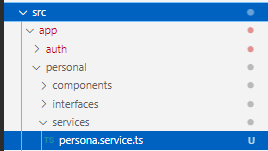 src
app
auth
personal
components
interfaces
services
TS persona.service.ts U